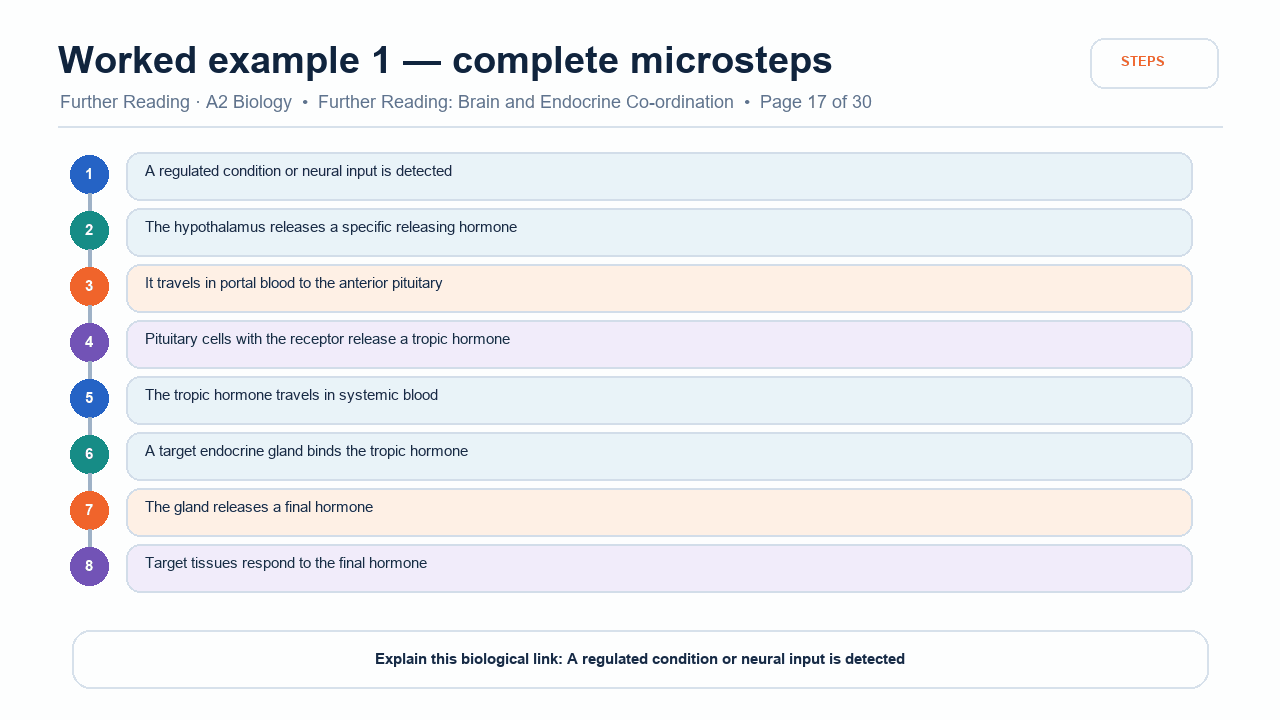 Worked example 1 — complete microsteps
STEPS
Further Reading · A2 Biology • Further Reading: Brain and Endocrine Co-ordination • Page 17 of 30
1 A regulated condition or neural input is detected
2 The hypothalamus releases a specific releasing hormone
3 It travels in portal blood to the anterior pituitary
4 Pituitary cells with the receptor release a tropic hormone
5 The tropic hormone travels in systemic blood
6 A target endocrine gland binds the tropic hormone
7 The gland releases a final hormone
8 Target tissues respond to the final hormone
Explain this biological link: A regulated condition or neural input is detected